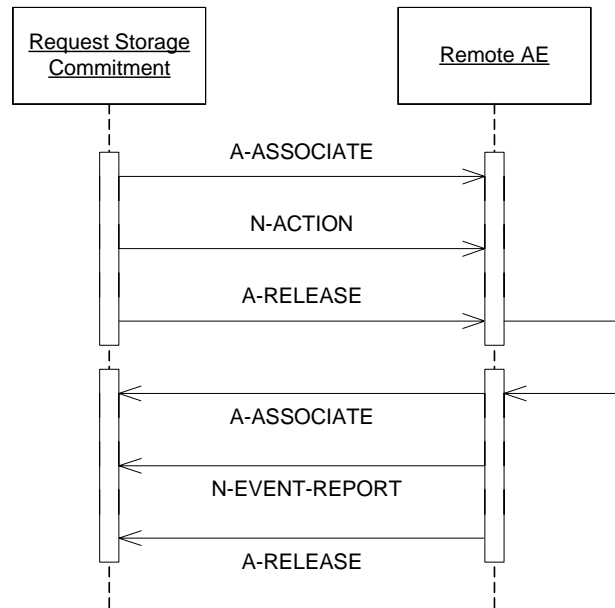 Request Storage
Commitment
Remote AE
A-ASSOCIATE
N-ACTION
A-RELEASE
A-ASSOCIATE
N-EVENT-REPORT
A-RELEASE